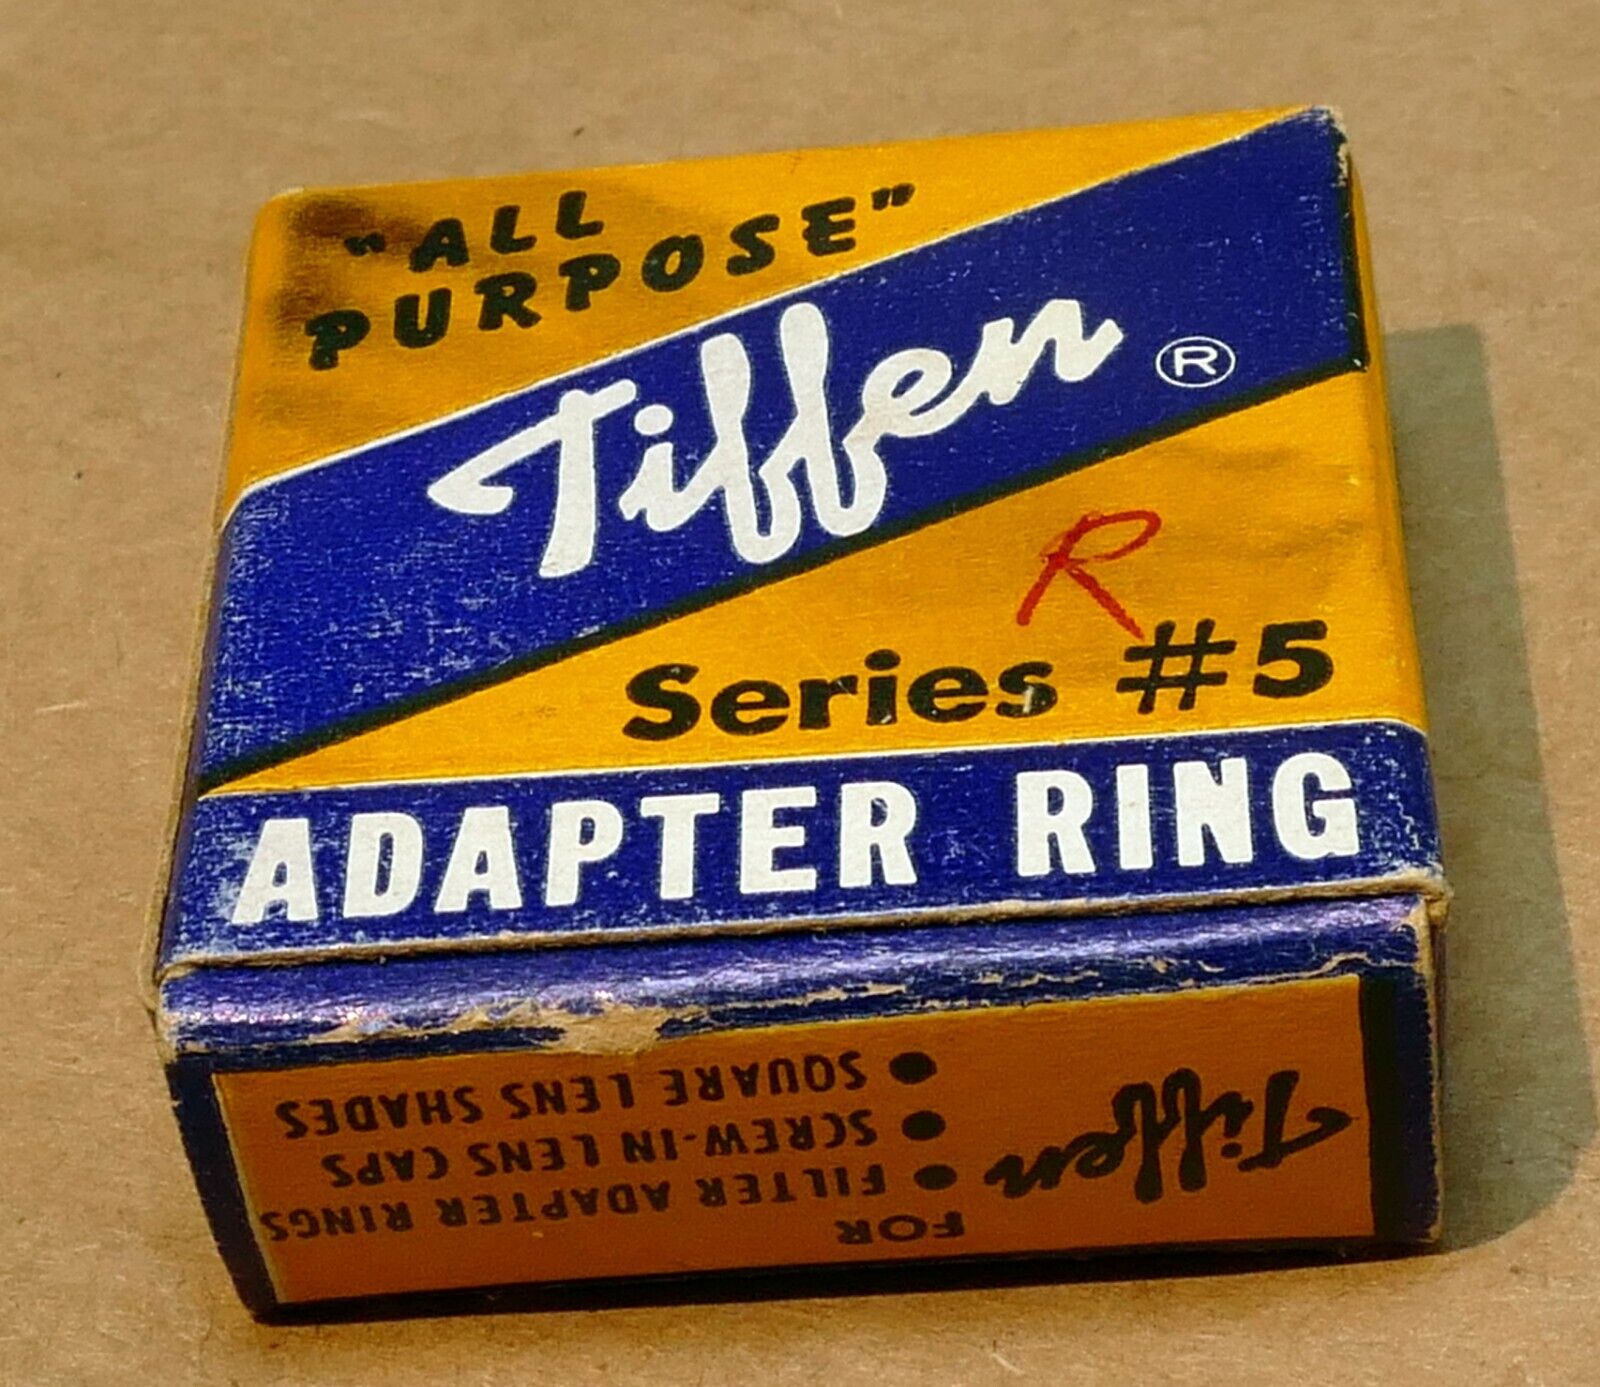 "ALL
PURPOSE"
Tiffen ®
R
Series #5
ADAPTER RING
Tiffen
FOR
• FILTER ADAPTER RINGS
• SCREW-IN LENS CAPS
• SQUARE LENS SHADES